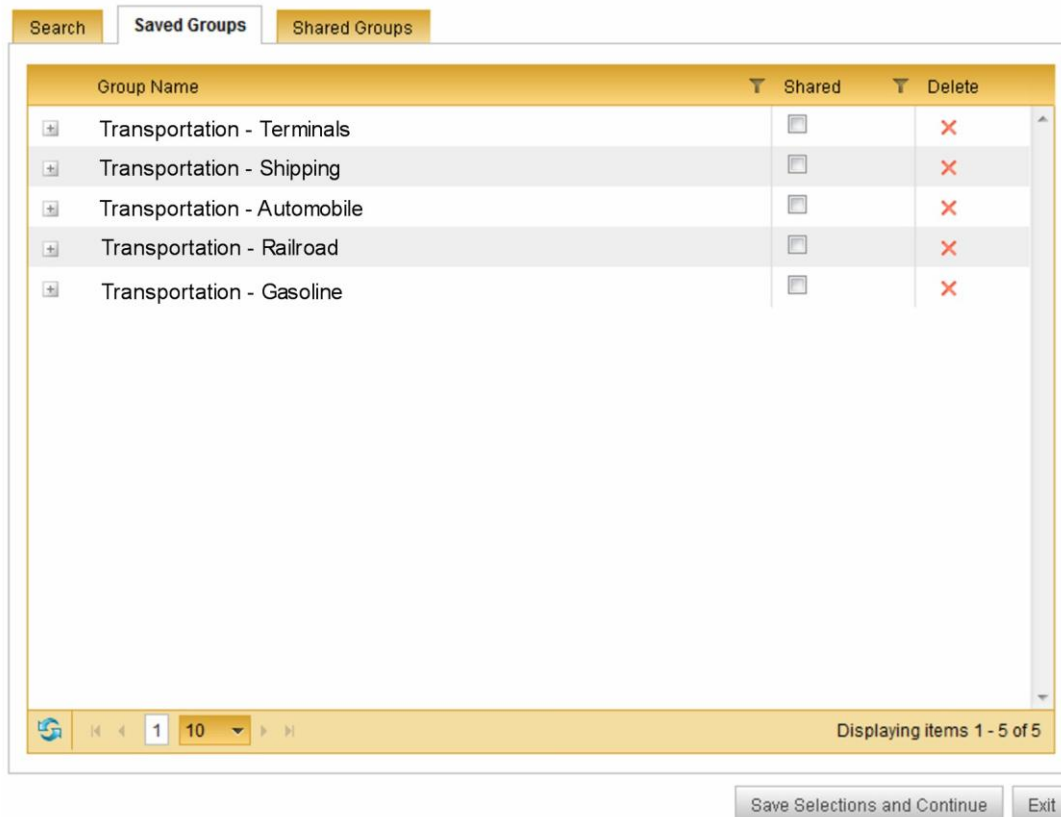 Search Saved Groups Shared Groups
Group Name Shared Delete
Transportation - Terminals
Transportation - Shipping
Transportation - Automobile
Transportation - Railroad
Transportation - Gasoline
1 10 Displaying items 1 - 5 of 5
Save Selections and Continue Exit